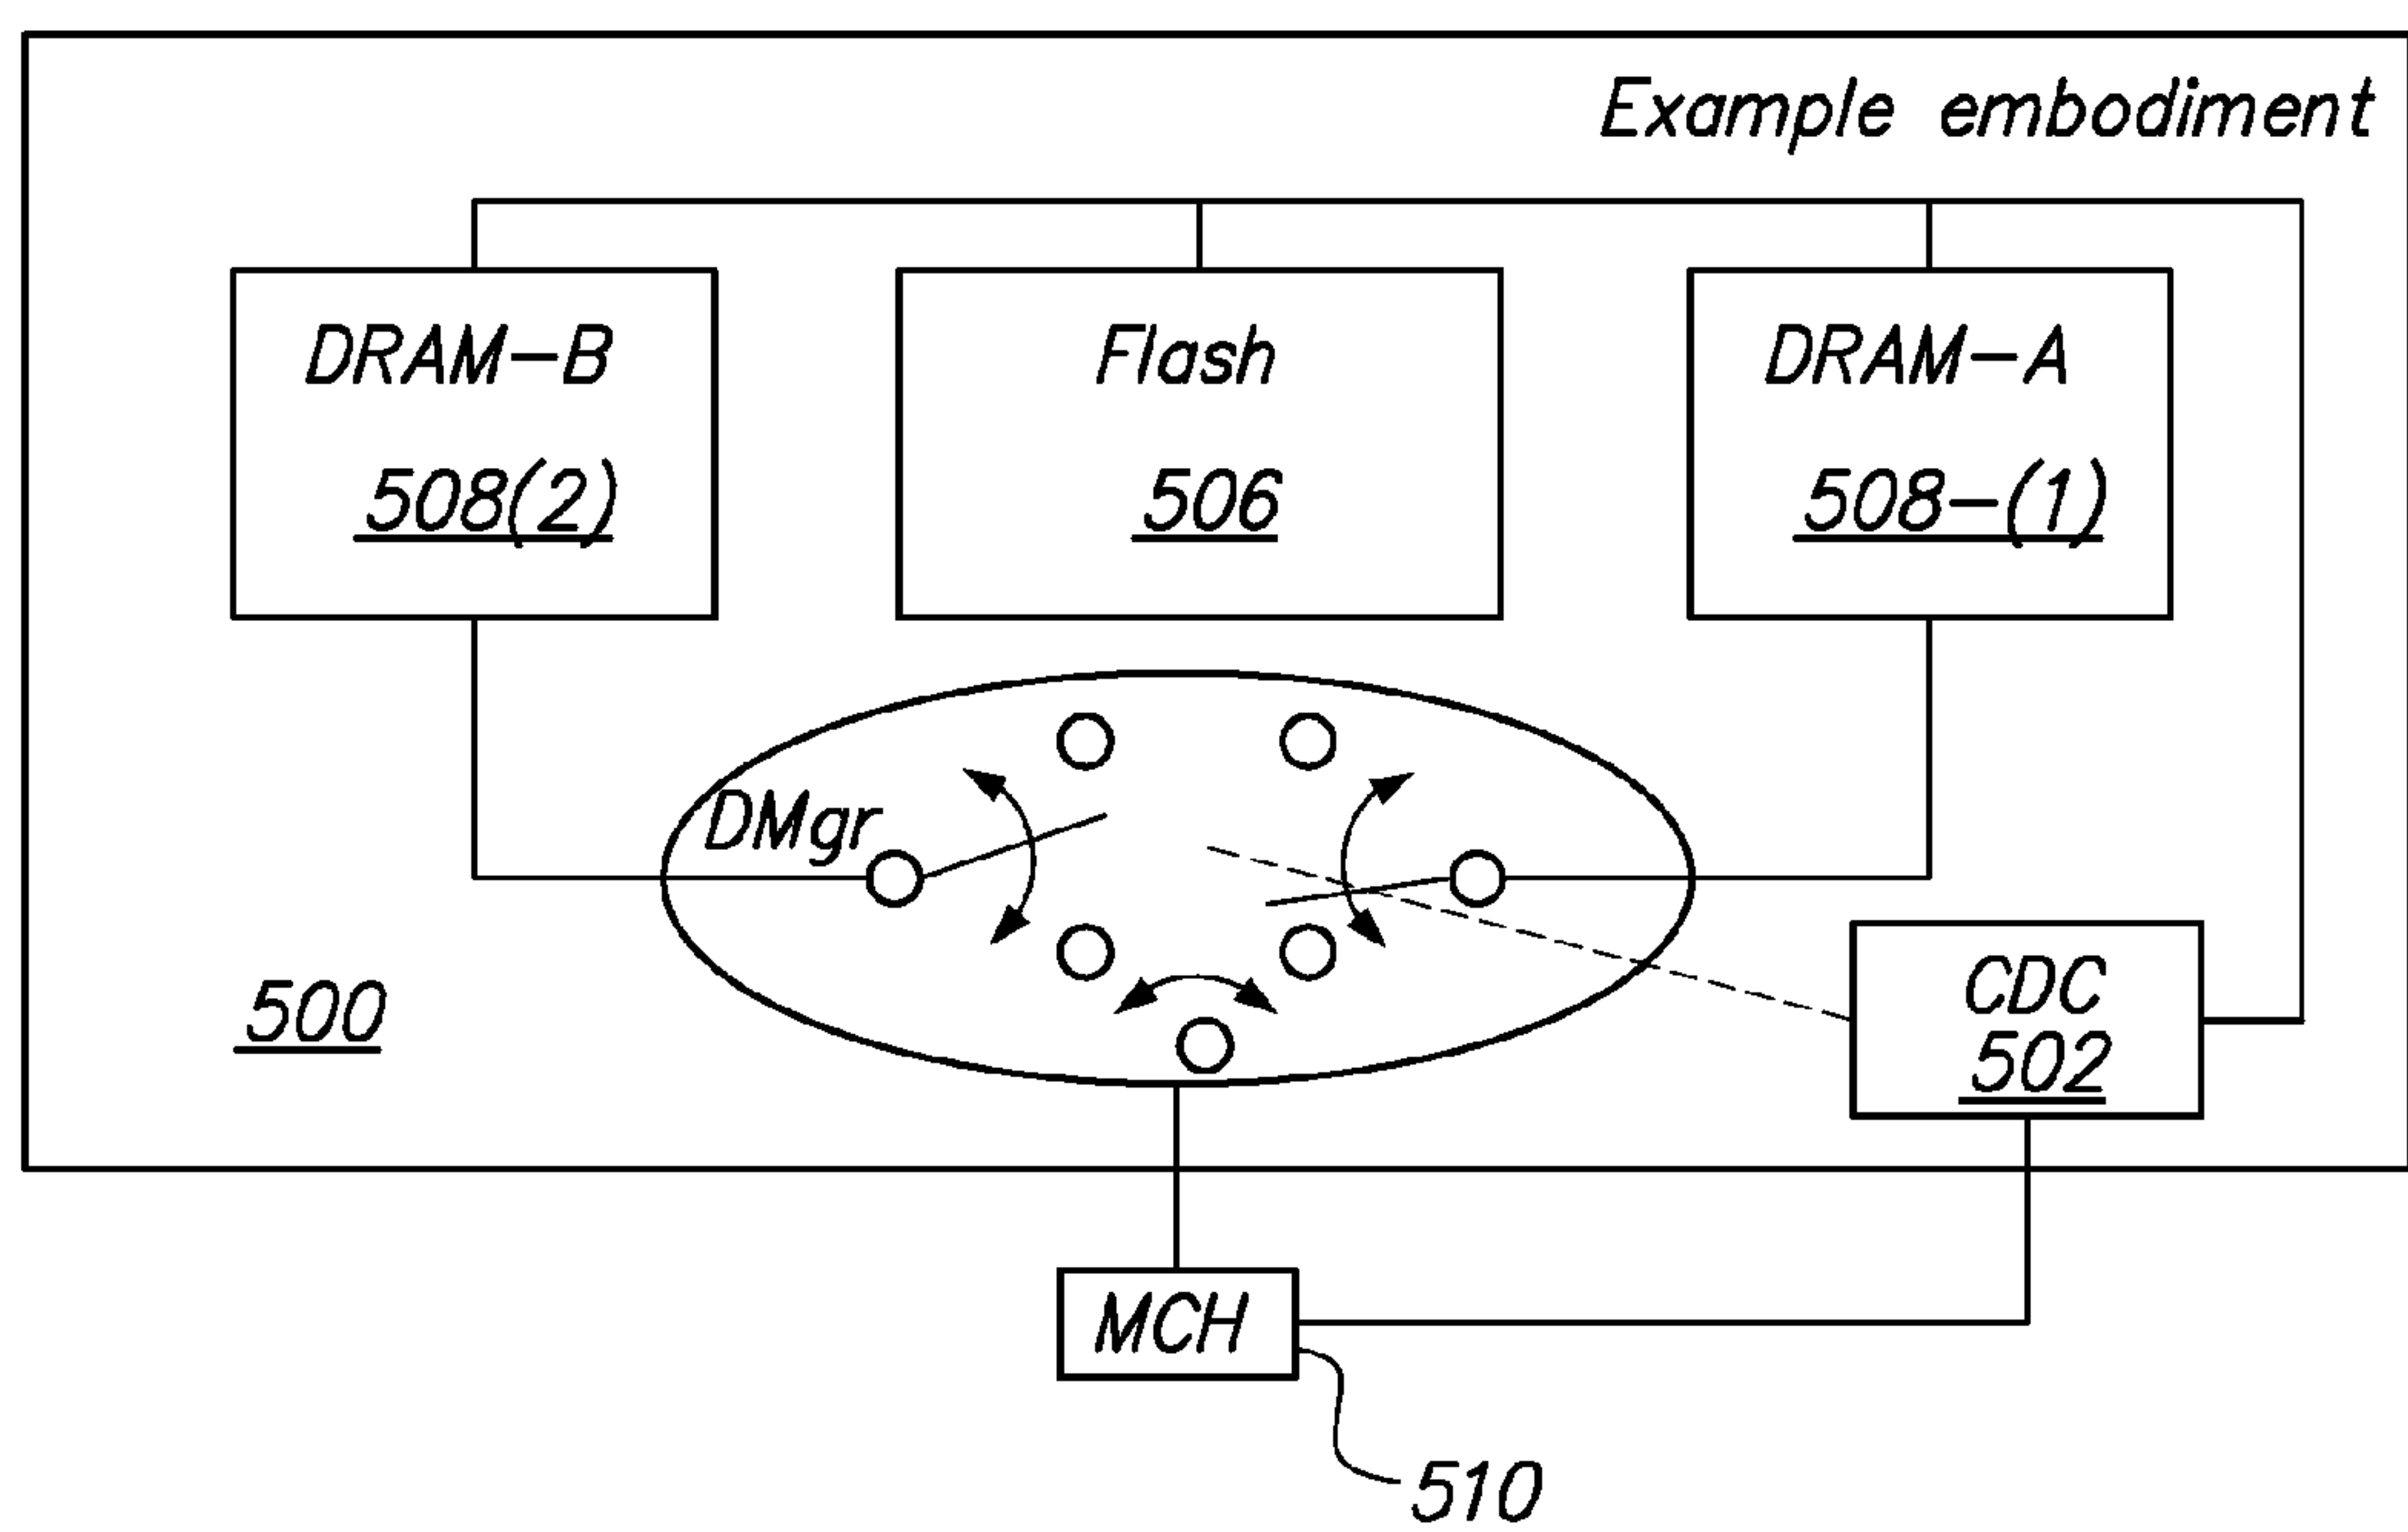 Example embodiment
DRAM-B
508(2)
Flash
506
DRAM-A
508-(1)
DMgr
500
CDC
502
MCH
510